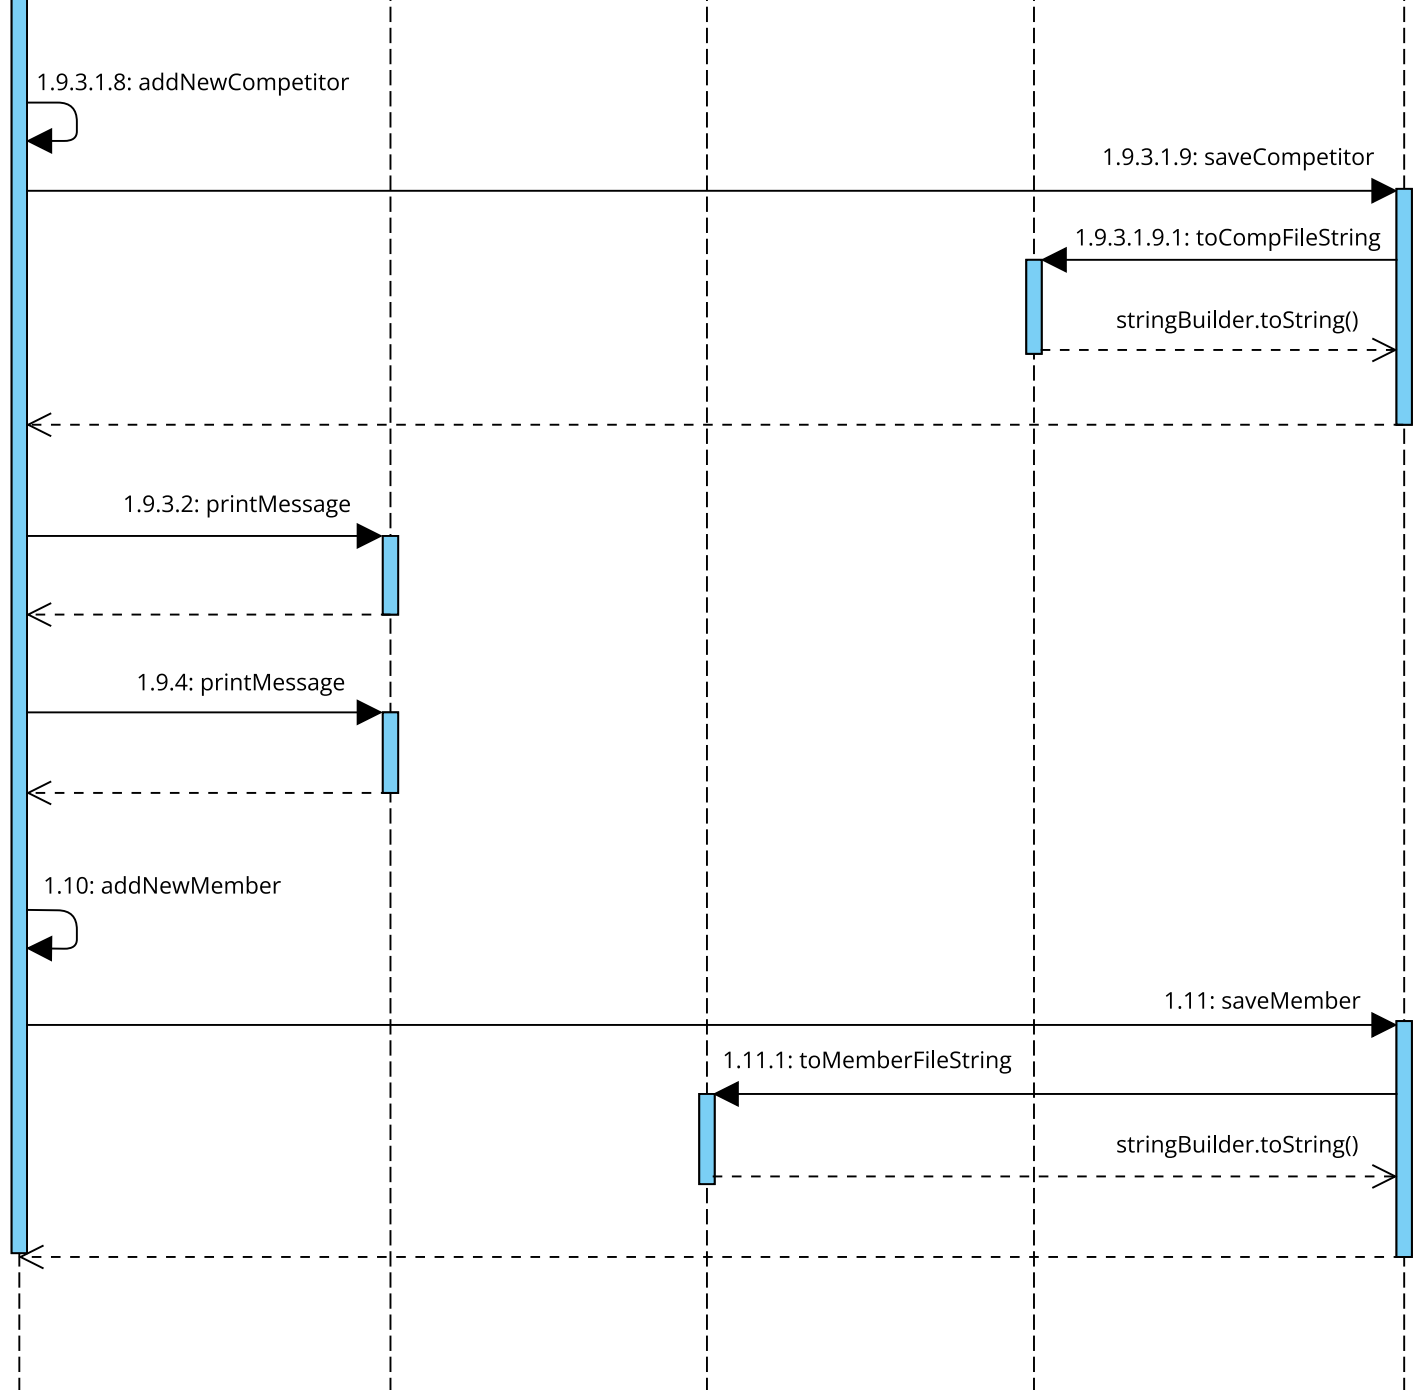 1.9.3.1.8: addNewCompetitor
1.9.3.1.9: saveCompetitor
1.9.3.1.9.1: toCompFileString
stringBuilder.toString()
1.9.3.2: printMessage
1.9.4: printMessage
1.10: addNewMember
1.11: saveMember
1.11.1: toMemberFileString
stringBuilder.toString()